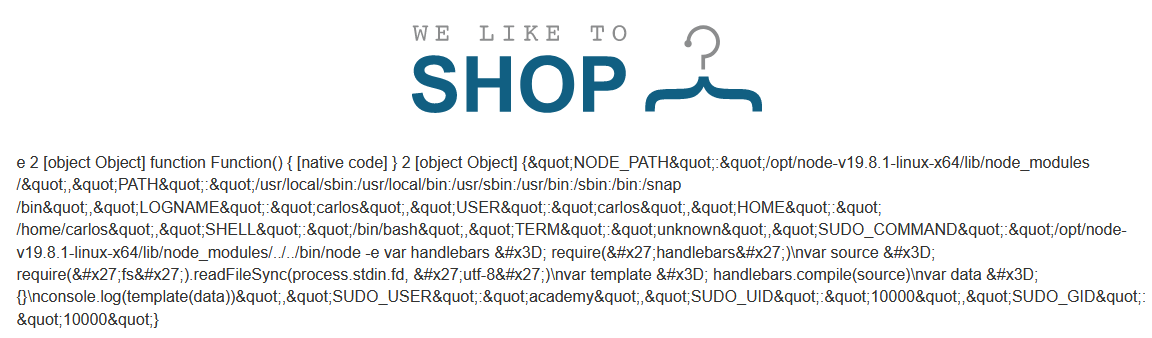 WE LIKE TO
SHOP
e 2 [object Object] function Function() { [native code] } 2 [object Object] {&quot;NODE_PATH&quot;:&quot;/opt/node-v19.8.1-linux-x64/lib/node_modules
/&quot;,&quot;PATH&quot;:&quot;/usr/local/sbin:/usr/local/bin:/usr/sbin:/usr/bin:/sbin:/bin:/snap
/bin&quot;,&quot;LOGNAME&quot;:&quot;carlos&quot;,&quot;USER&quot;:&quot;carlos&quot;,&quot;HOME&quot;:&quot;
/home/carlos&quot;,&quot;SHELL&quot;:&quot;/bin/bash&quot;,&quot;TERM&quot;:&quot;unknown&quot;,&quot;SUDO_COMMAND&quot;:&quot;/opt/node-
v19.8.1-linux-x64/lib/node_modules/../../bin/node -e var handlebars &#x3D; require(&#x27;handlebars&#x27;)\nvar source &#x3D;
require(&#x27;fs&#x27;).readFileSync(process.stdin.fd, &#x27;utf-8&#x27;)\nvar template &#x3D; handlebars.compile(source)\nvar data &#x3D;
{}\nconsole.log(template(data))&quot;,&quot;SUDO_USER&quot;:&quot;academy&quot;,&quot;SUDO_UID&quot;:&quot;10000&quot;,&quot;SUDO_GID&quot;:
&quot;10000&quot;}